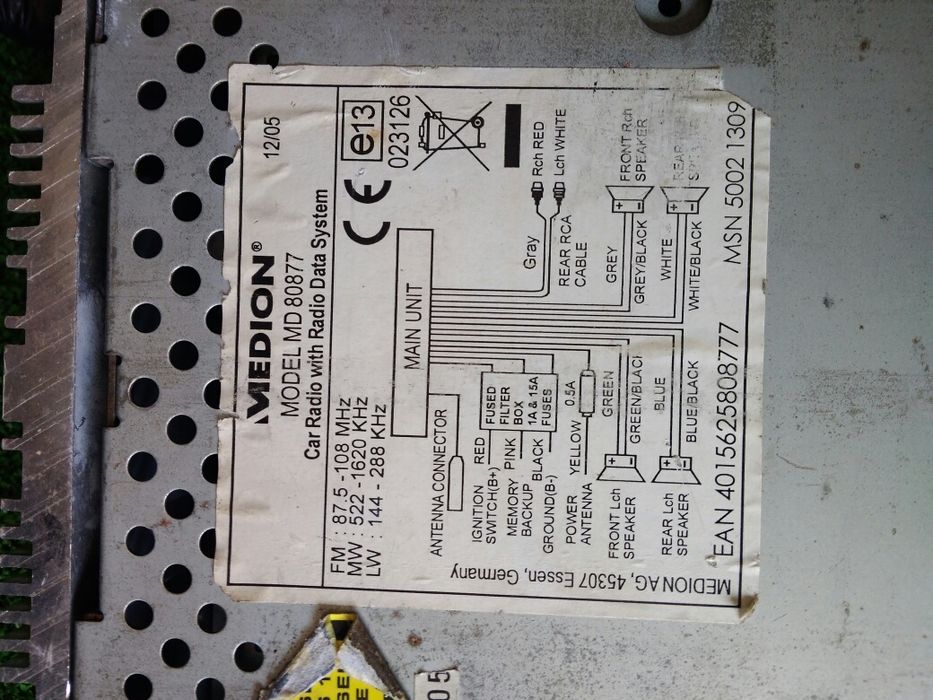 MEDION®
12/05
MODEL MD 80877
Car Radio with Radio Data System
FM : 87.5 -108 MHz
MW : 522 -1620 KHz
LW : 144 - 288 KHz
CE
e13
023126
MAIN UNIT
ANTENNA CONNECTOR
IGNITION SWITCH(B+)
RED
MEMORY BACKUP
PINK
GROUND(B-)
BLACK
FUSED
FILTER
BOX
1A & 15A
FUSES
POWER ANTENNA
YELLOW
0.5A
FRONT Lch
SPEAKER
GREEN
GREEN/BLACK
REAR Lch
SPEAKER
BLUE
BLUE/BLACK
Gray
Rch RED
Lch WHITE
REAR RCA
CABLE
GREY
GREY/BLACK
FRONT Rch
SPEAKER
WHITE
WHITE/BLACK
REAR
MEDION AG, 45307 Essen, Germany
EAN 4015625808777
MSN 5002 1309
05